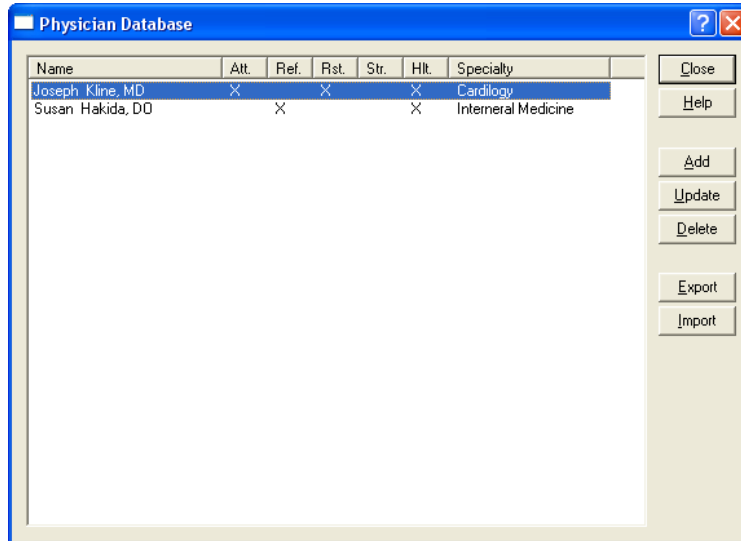 Physician Database
Name Att. Ref. Rst. Str. Hlt. Specialty
Joseph Kline, MD X X X Cardilogy
Susan Hakida, DO X X Interneral Medicine
Close
Help
Add
Update
Delete
Export
Import